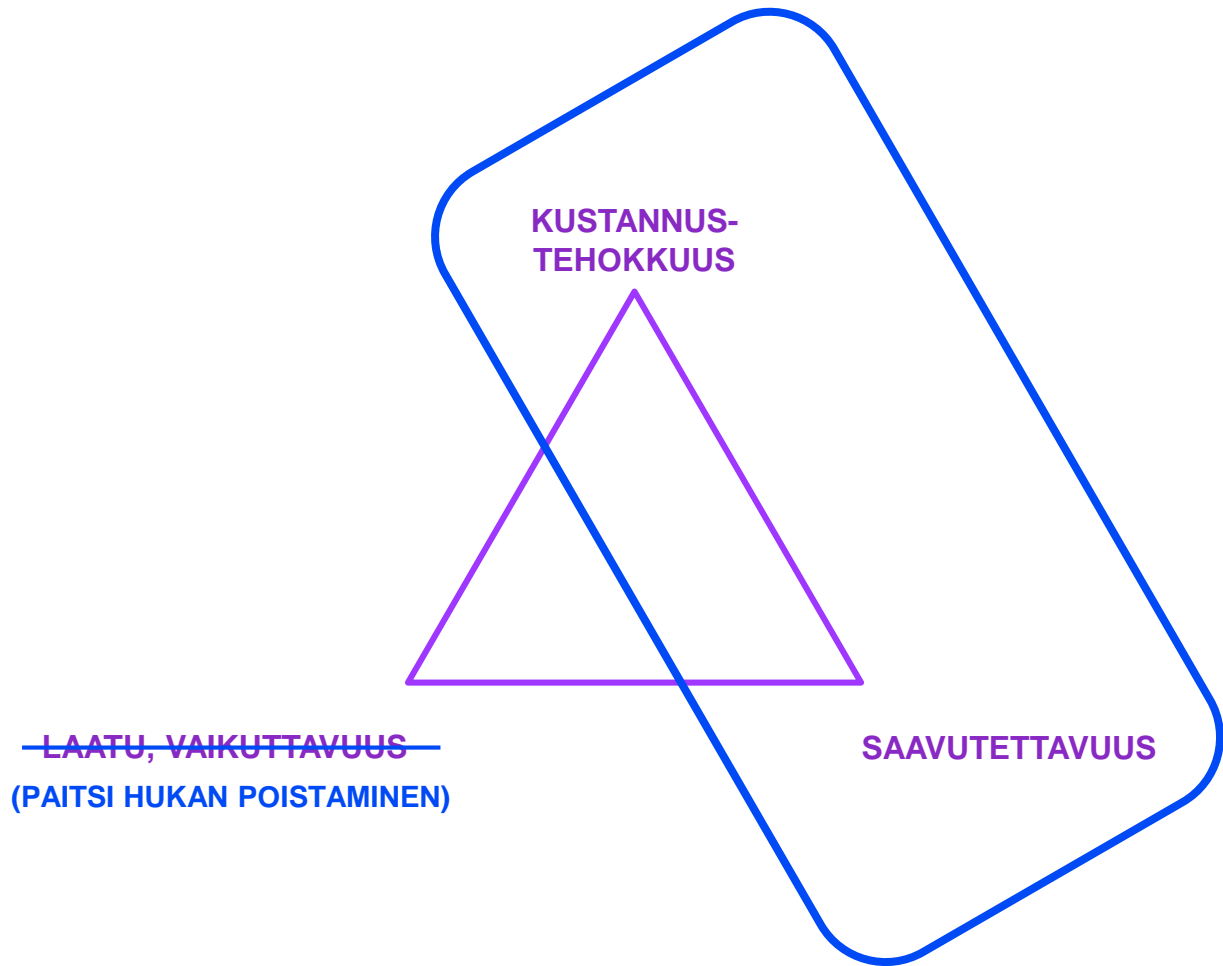 KUSTANNUS-
TEHOKKUUS
LAATU, VAIKUTTAVUUS
(PAITSI HUKAN POISTAMINEN)
SAAVUTETTAVUUS